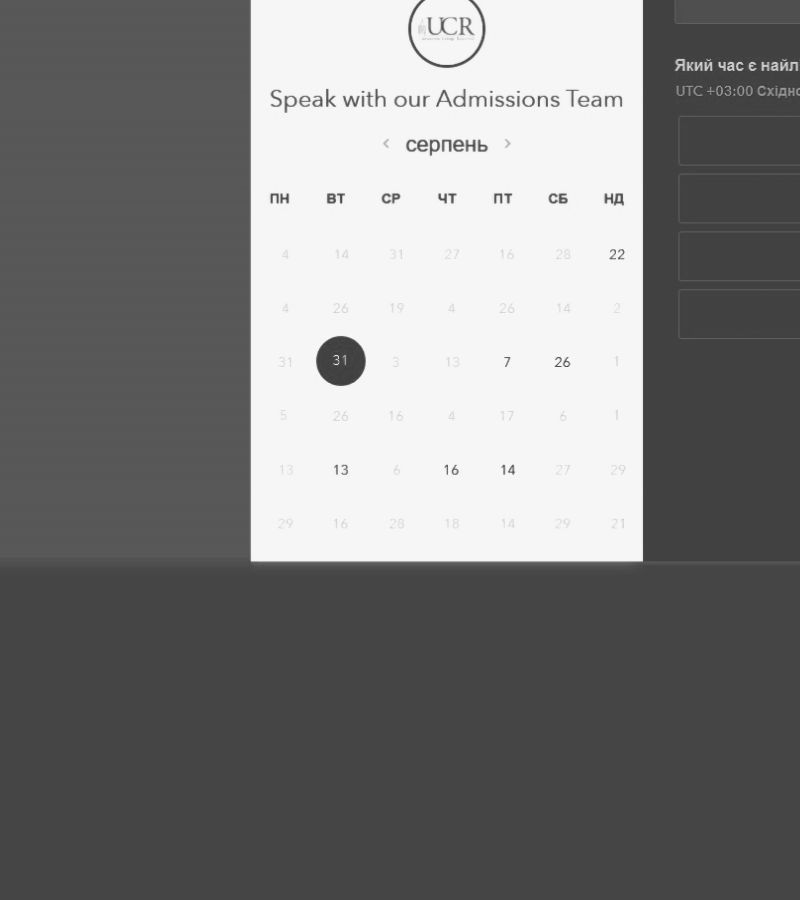 UCR
Speak with our Admissions Team
серпень
ПН ВТ СР ЧТ ПТ СБ НД
4 14 31 27 16 28 22
4 26 19 4 26 14 2
31 31 3 13 7 26 1
5 26 16 4 17 6 1
13 13 6 16 14 27 29
29 16 28 18 14 29 21
Який час є найл
UTC +03:00 Східно